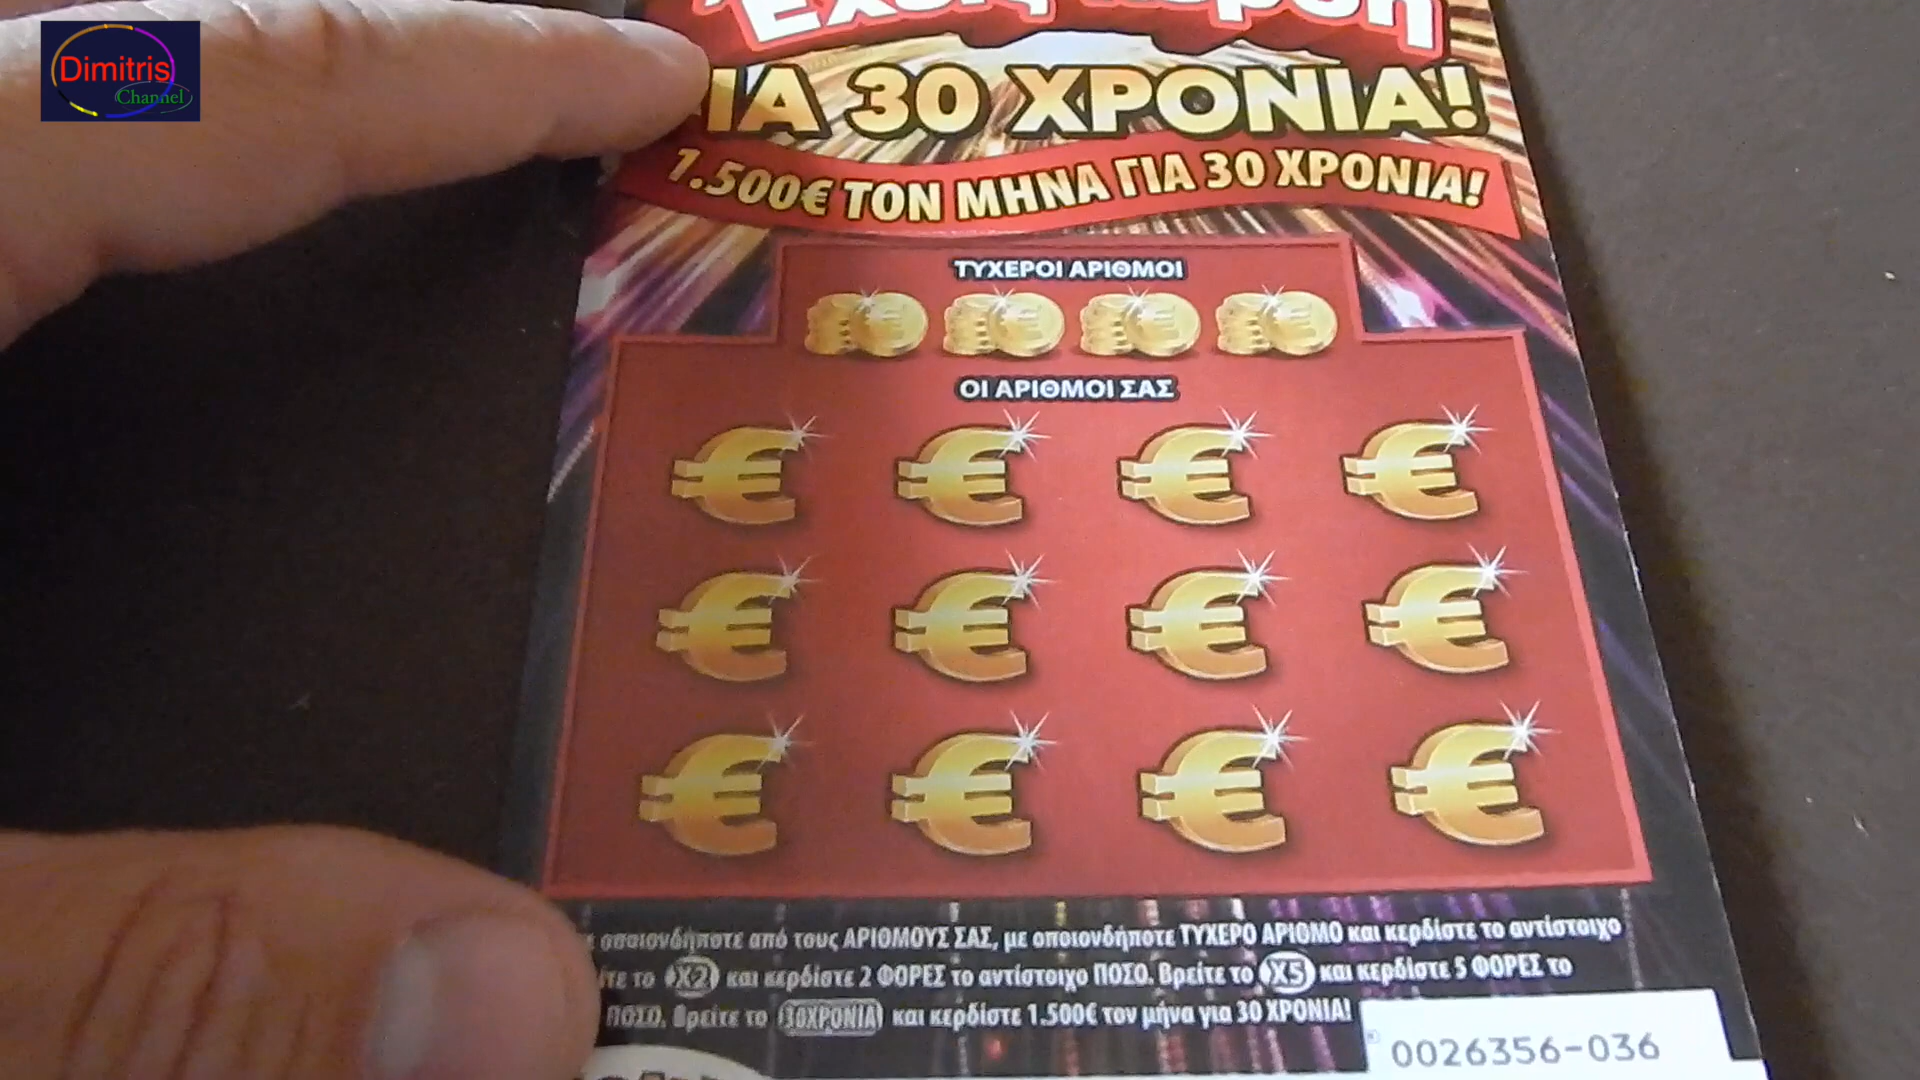 Dimitris
Channel
ΙΑ 30 ΧΡΟΝΙΑ!
1.500€ ΤΟΝ ΜΗΝΑ ΓΙΑ 30 ΧΡΟΝΙΑ!
ΤΥΧΕΡΟΙ ΑΡΙΘΜΟΙ
ΟΙ ΑΡΙΘΜΟΙ ΣΑΣ
οποιονδήποτε από τους ΑΡΙΘΜΟΥΣ ΣΑΣ, με οποιονδήποτε ΤΥΧΕΡΟ ΑΡΙΘΜΟ και κερδίστε το αντίστοιχο
ίτε το X2 και κερδίστε 2 ΦΟΡΕΣ το αντίστοιχο ΠΟΣΟ. Βρείτε το X5 και κερδίστε 5 ΦΟΡΕΣ το
ΠΟΣΟ. Βρείτε το 30ΧΡΟΝΙΑ και κερδίστε 1.500€ τον μήνα για 30 ΧΡΟΝΙΑ!
0026356-036